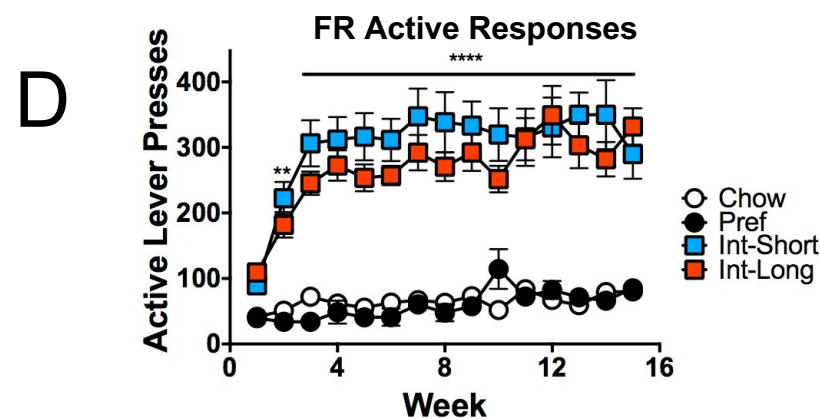 D
FR Active Responses
****
**
Active Lever Presses
400
300
200
100
0
0 4 8 12 16
Week
Chow
Pref
Int-Short
Int-Long